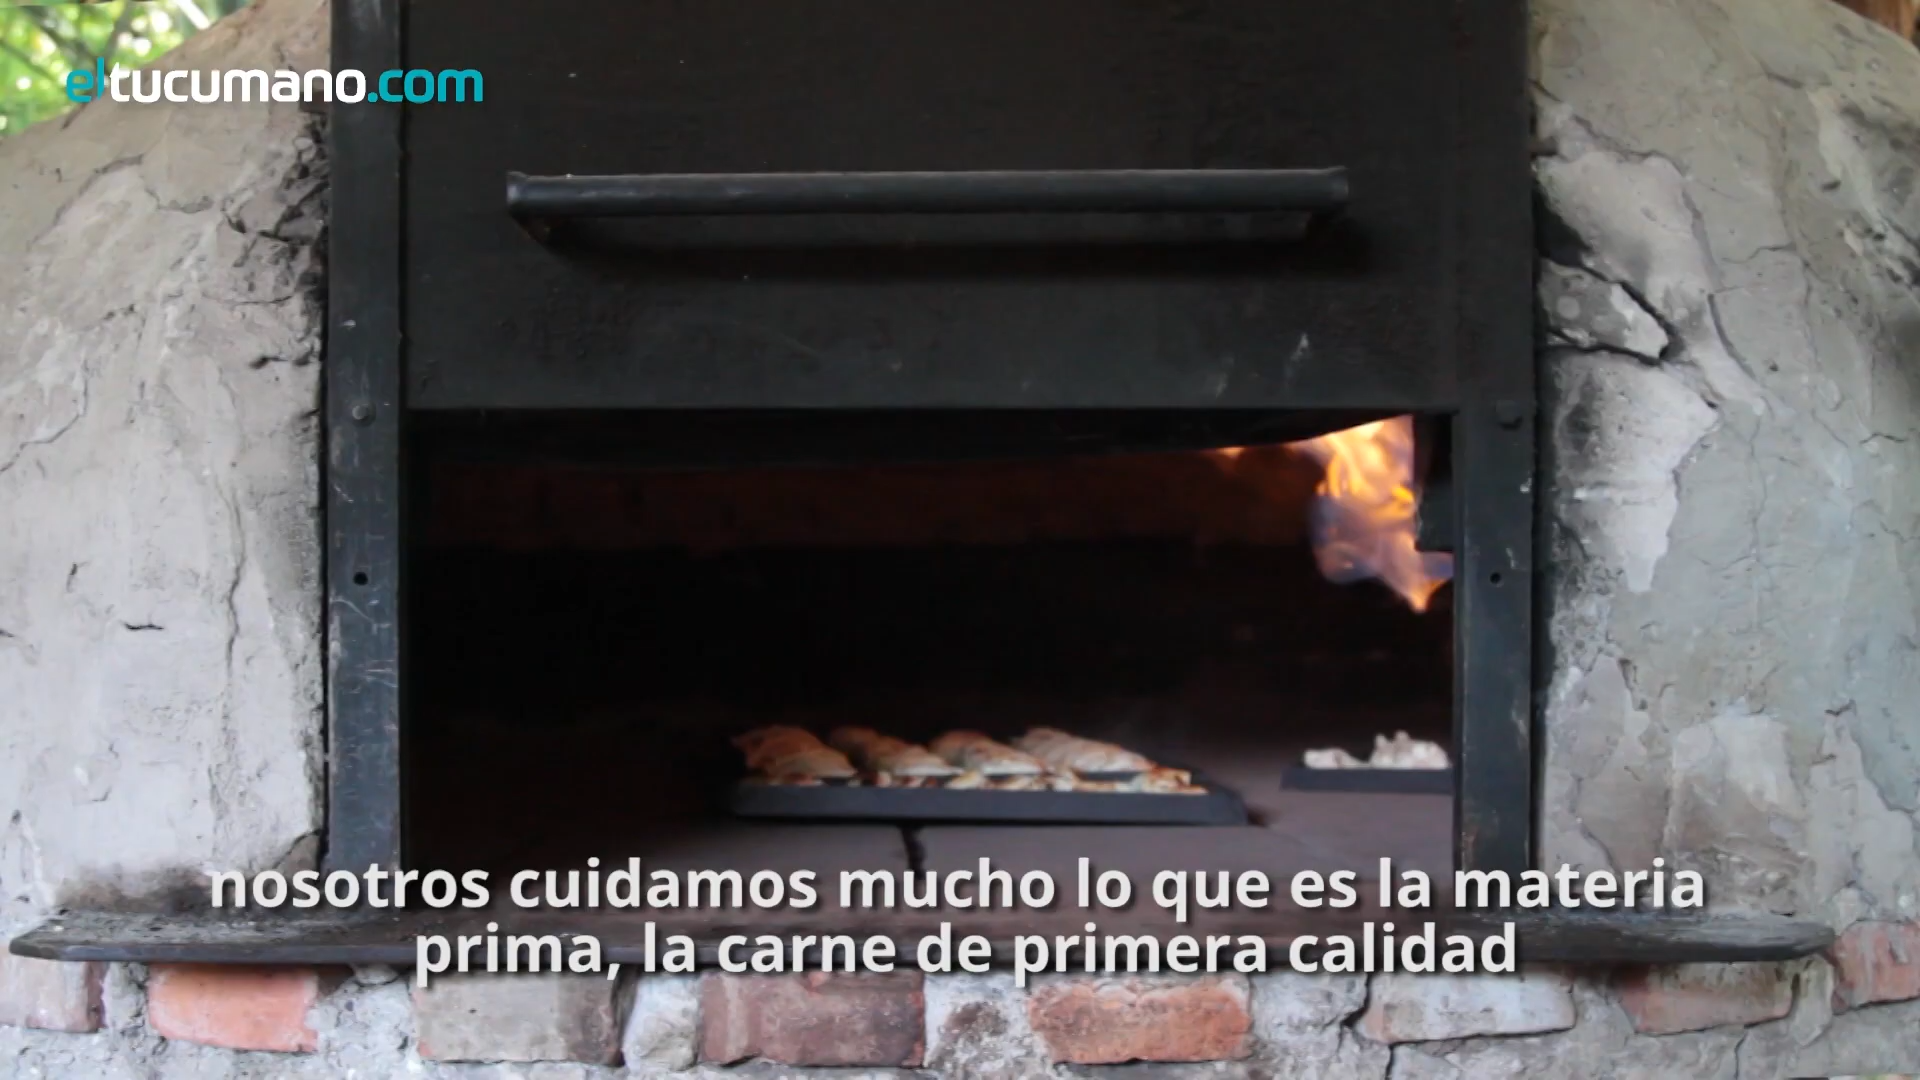 eltucumano.com
nosotros cuidamos mucho lo que es la materia
prima, la carne de primera calidad